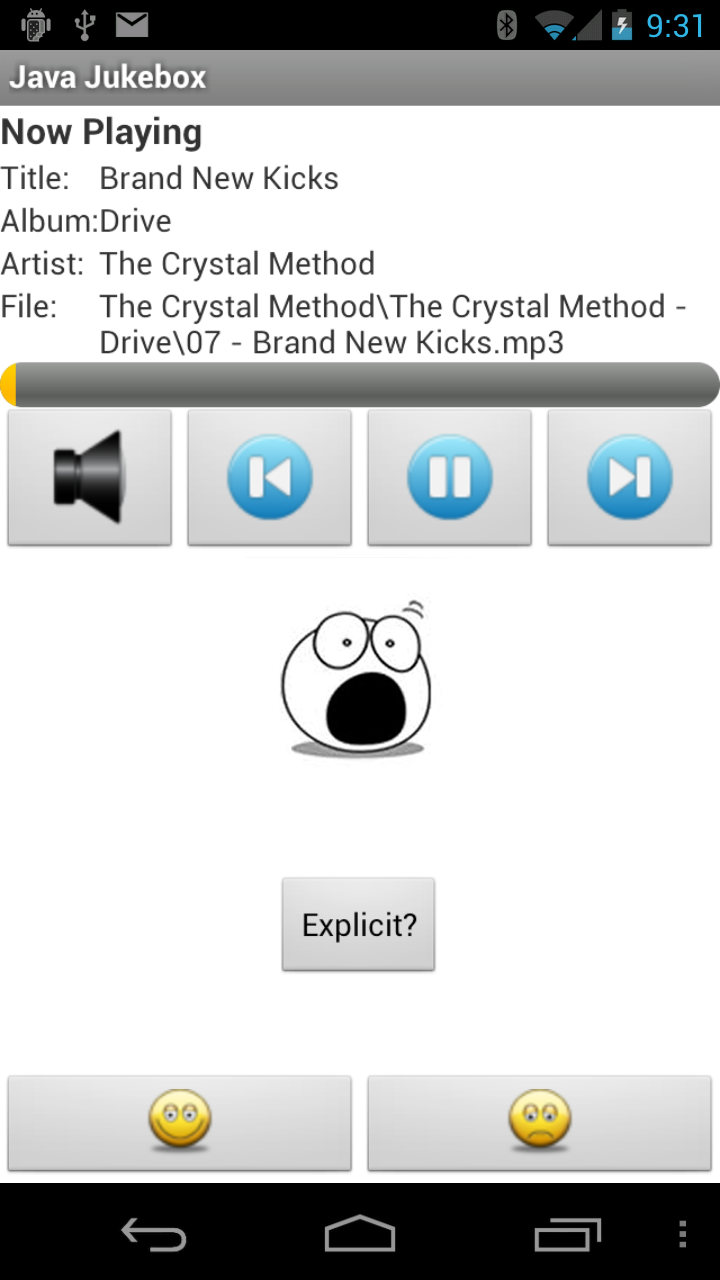 9:31
Java Jukebox
Now Playing
Title: Brand New Kicks
Album:Drive
Artist: The Crystal Method
File: The Crystal Method\The Crystal Method -
Drive\07 - Brand New Kicks.mp3
Explicit?